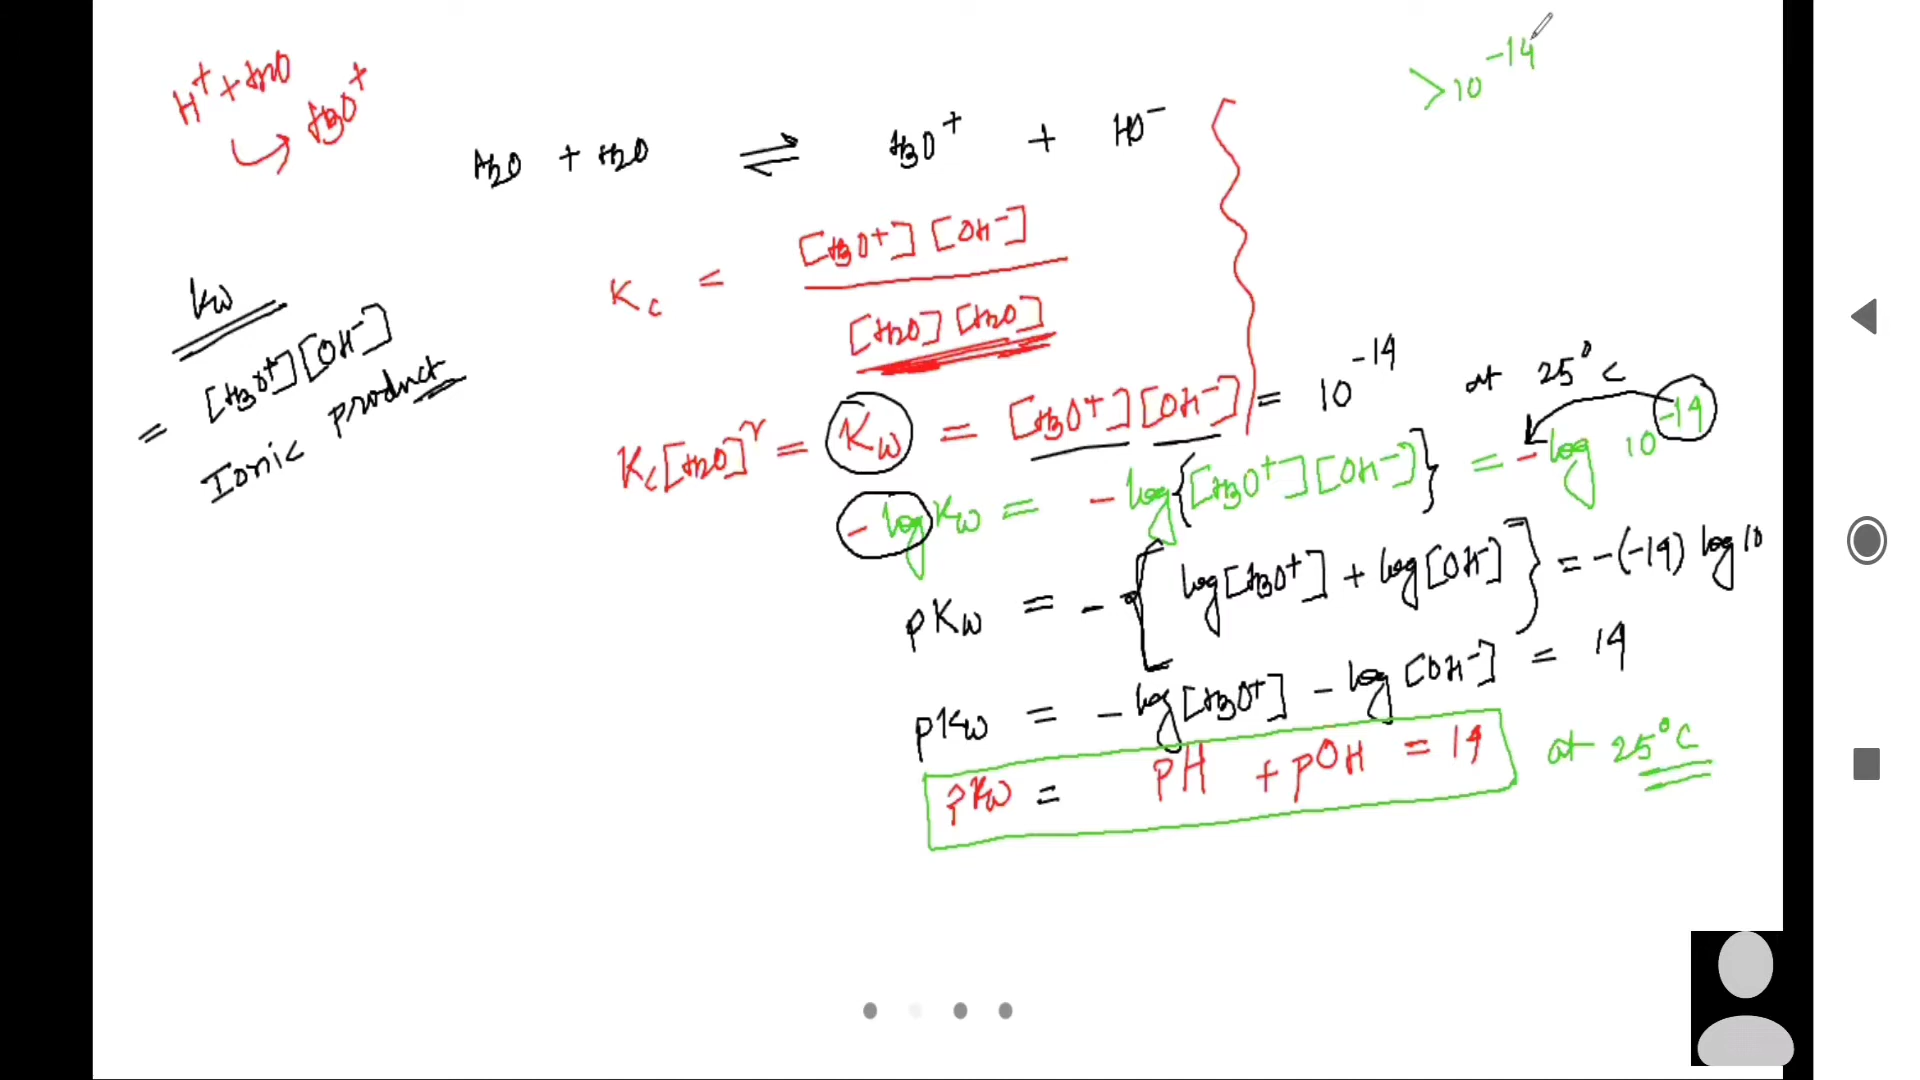 H⁺ + H₂O
→ H₃O⁺
> 10⁻¹⁴
H₂O + H₂O ⇌ H₃O⁺ + HO⁻
Kc = [H₃O⁺] [OH⁻] / [H₂O] [H₂O]
Kw
= [H₃O⁺] [OH⁻]
Ionic product
Kc [H₂O]² = Kw = [H₃O⁺] [OH⁻] = 10⁻¹⁴ at 25°C
- log Kw = - log { [H₃O⁺] [OH⁻] } = - log 10⁻¹⁴
pKw = - { log [H₃O⁺] + log [OH⁻] } = - (-14) log 10
pKw = - log [H₃O⁺] - log [OH⁻] = 14
pKw = pH + pOH = 14 at 25°C